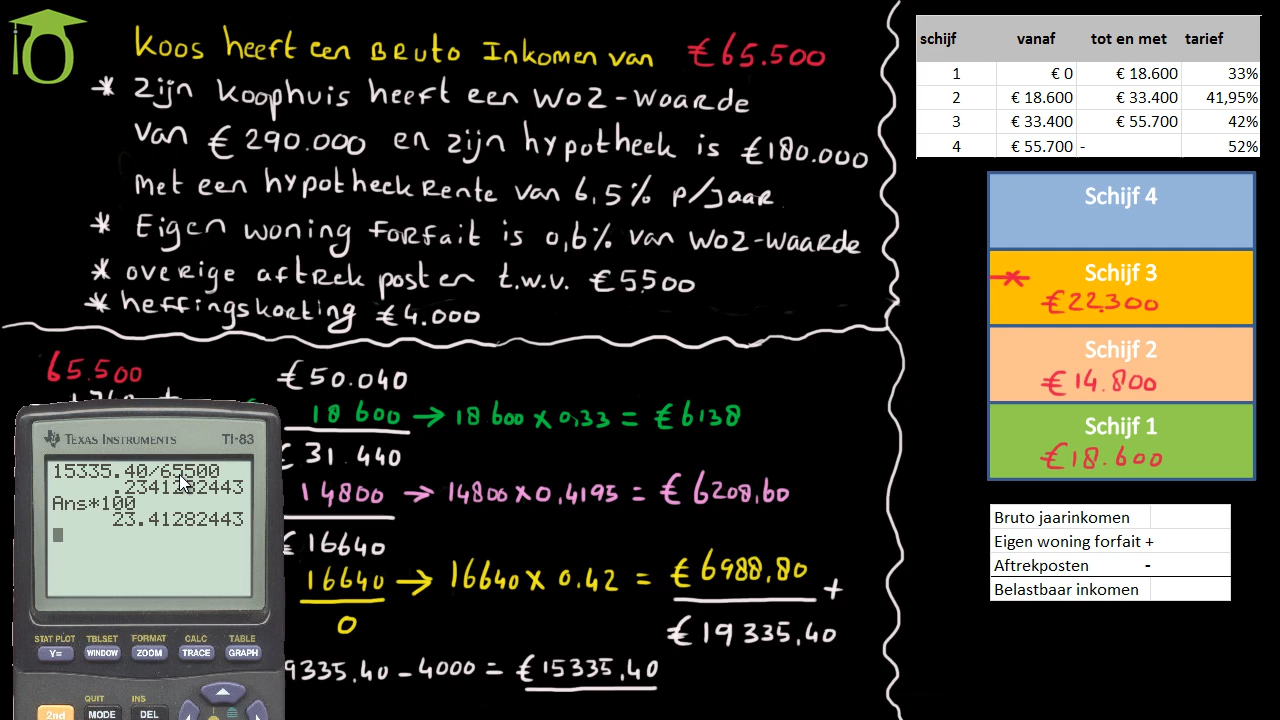 Koos heeft een Bruto Inkomen van €65.500
* Zijn koophuis heeft een WOZ-waarde
van € 290.000 en zijn hypotheek is €180.000
Met een hypotheekrente van 6,5% p/jaar
* Eigen woning forfait is 0,6% van WOZ-waarde
* overige aftrekposten t.w.v. €5500
* heffingskorting €4.000
schijf vanaf tot en met tarief
1 € 0 € 18.600 33%
2 € 18.600 € 33.400 41,95%
3 € 33.400 € 55.700 42%
4 € 55.700 - 52%
Schijf 4
Schijf 3
€22.300
Schijf 2
€14.800
Schijf 1
€18.600
Bruto jaarinkomen
Eigen woning forfait +
Aftrekposten -
Belastbaar inkomen
65.500
€50.040
18 600 → 18 600 x 0,33 = €6138
€ 31.440
14800 → 14800 x 0,4195 = € 6208,60
€ 16640
16640 → 16640 x 0.42 = € 6988,80 +
0
€ 19 335,40
9335.40 - 4000 = € 15335,40
TEXAS INSTRUMENTS TI-83
15335.40/65500
.2341282443
Ans*100
23.41282443
STAT PLOT TBLSET FORMAT CALC TABLE
Y= WINDOW ZOOM TRACE GRAPH
QUIT INS
2nd MODE DEL